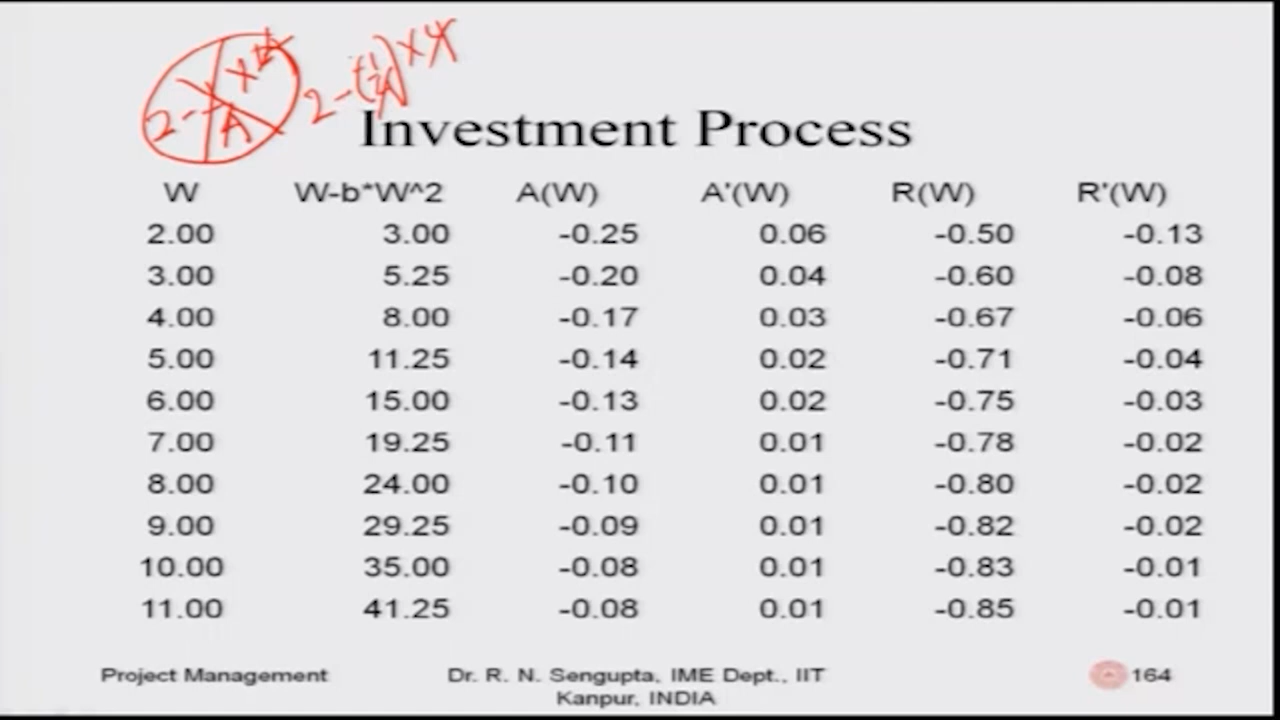 2 - (1/4) × 4
Investment Process
W W-b*W^2 A(W) A'(W) R(W) R'(W)
2.00 3.00 -0.25 0.06 -0.50 -0.13
3.00 5.25 -0.20 0.04 -0.60 -0.08
4.00 8.00 -0.17 0.03 -0.67 -0.06
5.00 11.25 -0.14 0.02 -0.71 -0.04
6.00 15.00 -0.13 0.02 -0.75 -0.03
7.00 19.25 -0.11 0.01 -0.78 -0.02
8.00 24.00 -0.10 0.01 -0.80 -0.02
9.00 29.25 -0.09 0.01 -0.82 -0.02
10.00 35.00 -0.08 0.01 -0.83 -0.01
11.00 41.25 -0.08 0.01 -0.85 -0.01
Project Management Dr. R. N. Sengupta, IME Dept., IIT 164
Kanpur, INDIA